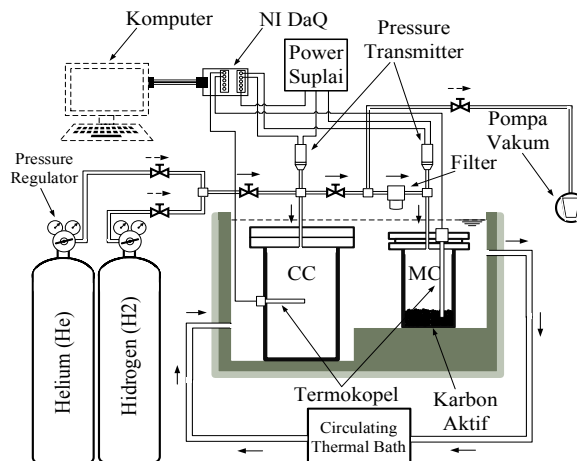 Komputer
NI DaQ
Power
Suplai
Pressure
Transmitter
Pompa
Vakum
Filter
Pressure
Regulator
CC
MC
Helium (He)
Hidrogen (H2)
Termokopel
Karbon
Aktif
Circulating
Thermal Bath